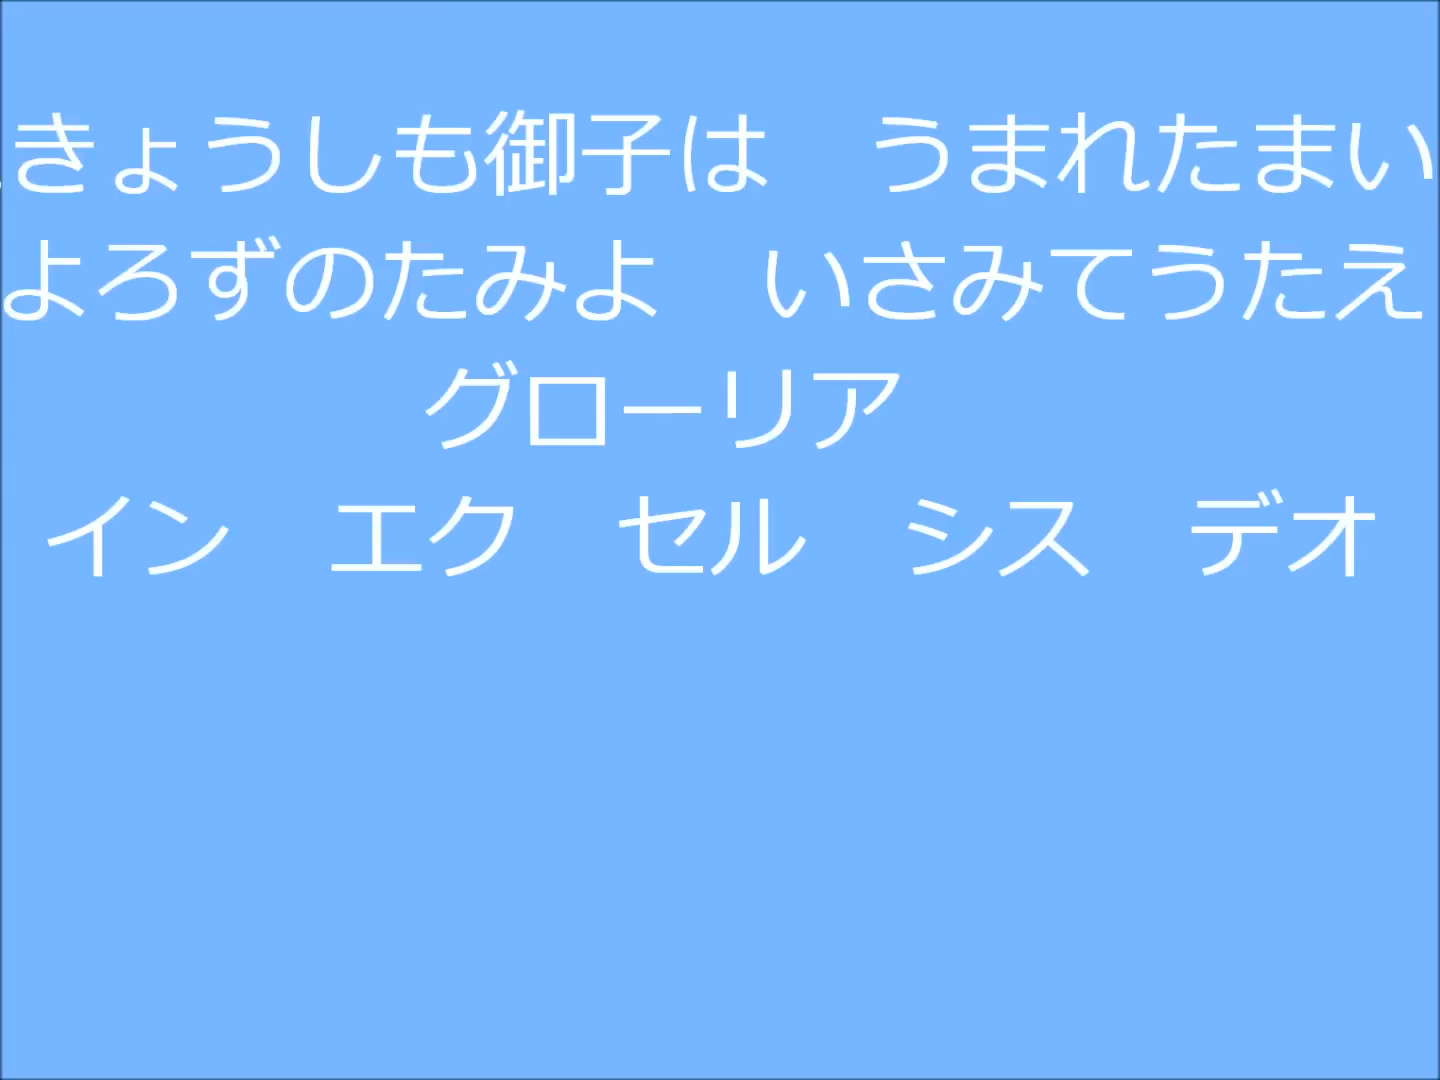 きょうしも御子は　うまれたまい
よろずのたみよ　いさみてうたえ
グローリア
イン　エク　セル　シス　デオ